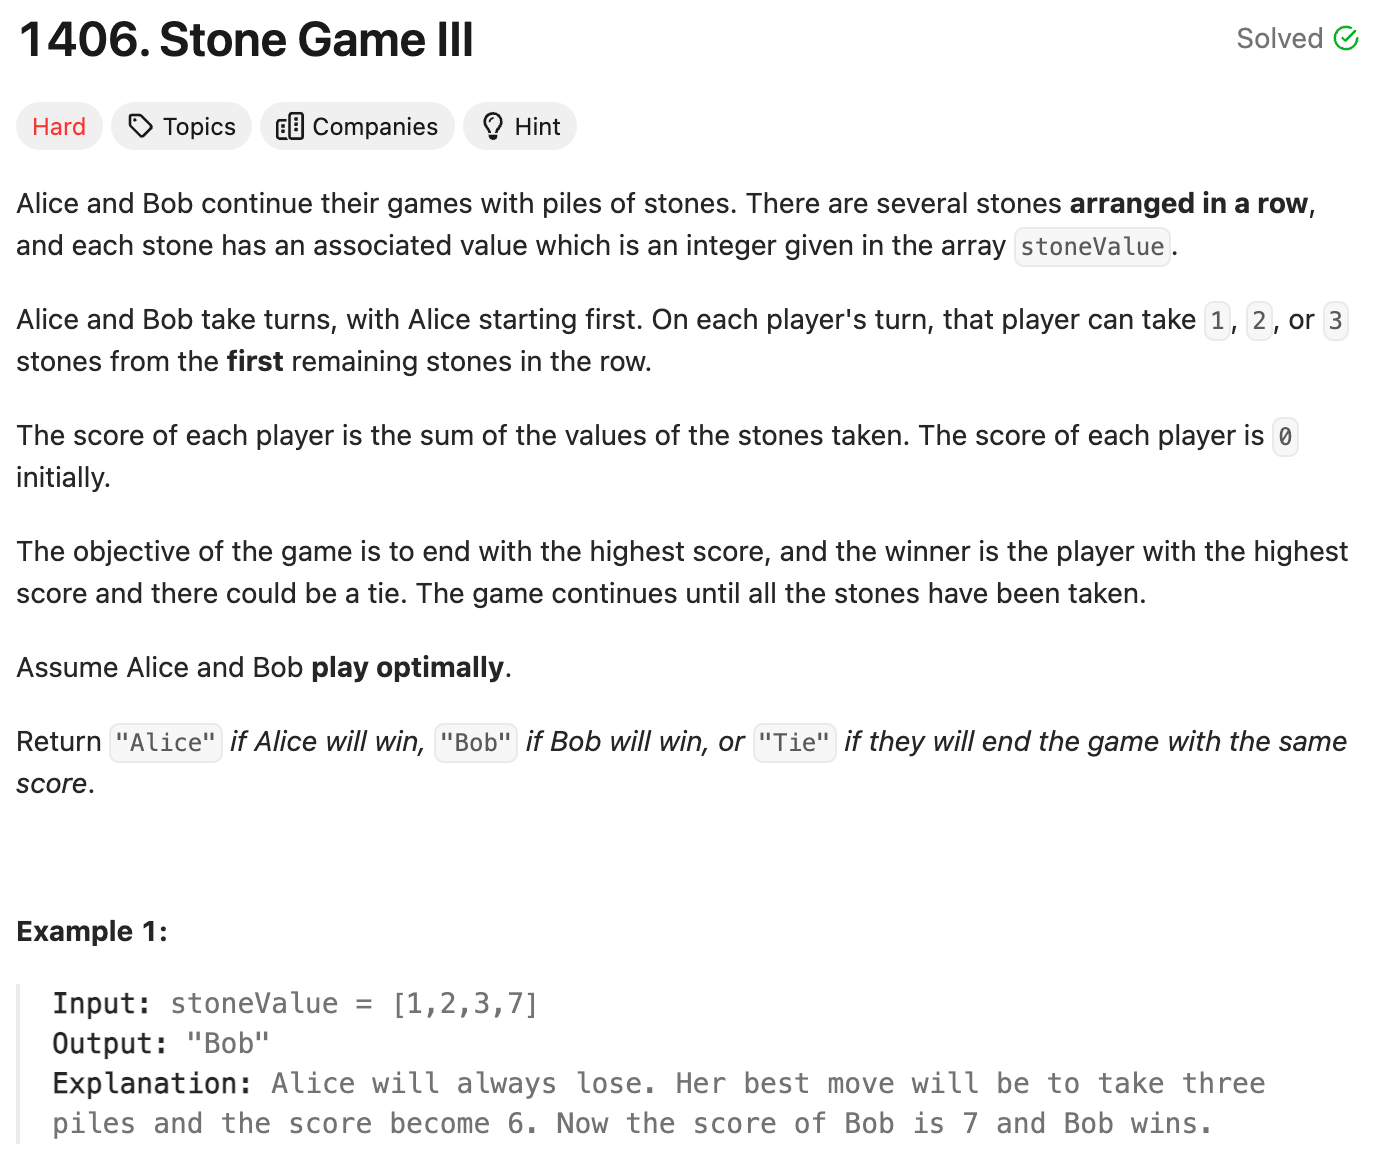 1406. Stone Game III
Solved
Hard
Topics
Companies
Hint
Alice and Bob continue their games with piles of stones. There are several stones arranged in a row,
and each stone has an associated value which is an integer given in the array stoneValue.
Alice and Bob take turns, with Alice starting first. On each player's turn, that player can take 1, 2, or 3
stones from the first remaining stones in the row.
The score of each player is the sum of the values of the stones taken. The score of each player is 0
initially.
The objective of the game is to end with the highest score, and the winner is the player with the highest
score and there could be a tie. The game continues until all the stones have been taken.
Assume Alice and Bob play optimally.
Return "Alice" if Alice will win, "Bob" if Bob will win, or "Tie" if they will end the game with the same
score.
Example 1:
Input: stoneValue = [1,2,3,7]
Output: "Bob"
Explanation: Alice will always lose. Her best move will be to take three
piles and the score become 6. Now the score of Bob is 7 and Bob wins.